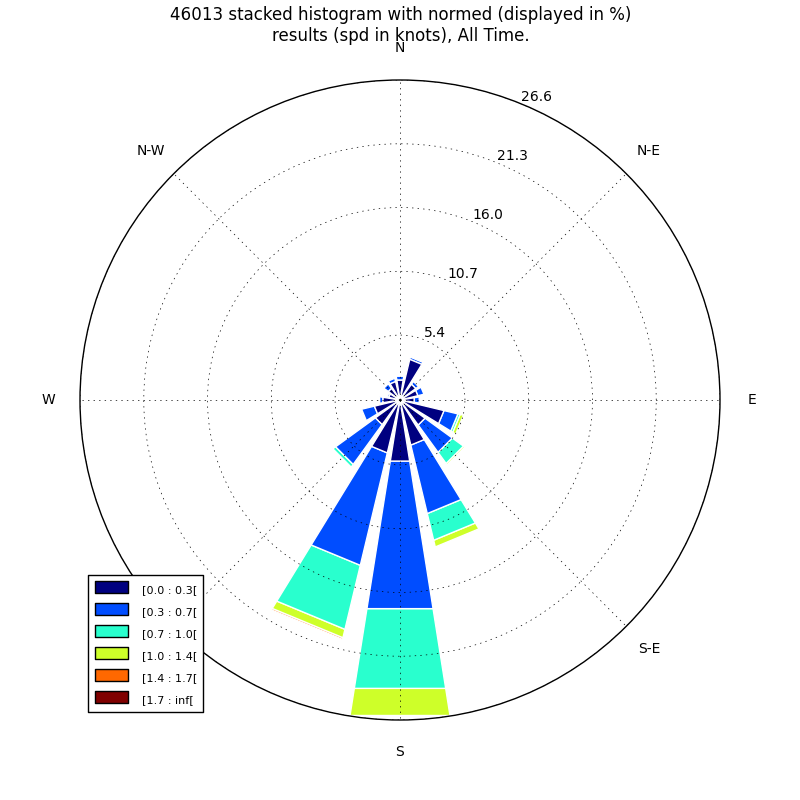 46013 stacked histogram with normed (displayed in %)
results (spd in knots), All Time.
N
26.6
N-W
N-E
21.3
16.0
10.7
5.4
W
E
[0.0 : 0.3[
[0.3 : 0.7[
[0.7 : 1.0[
[1.0 : 1.4[
[1.4 : 1.7[
[1.7 : inf[
S-E
S